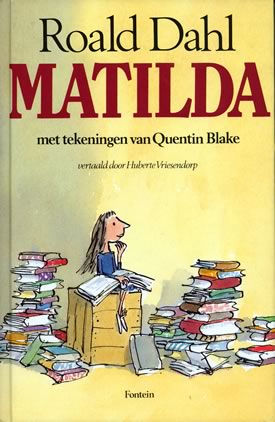 Roald Dahl
MATILDA
met tekeningen van Quentin Blake
vertaald door Huberte Vriesendorp
Fontein